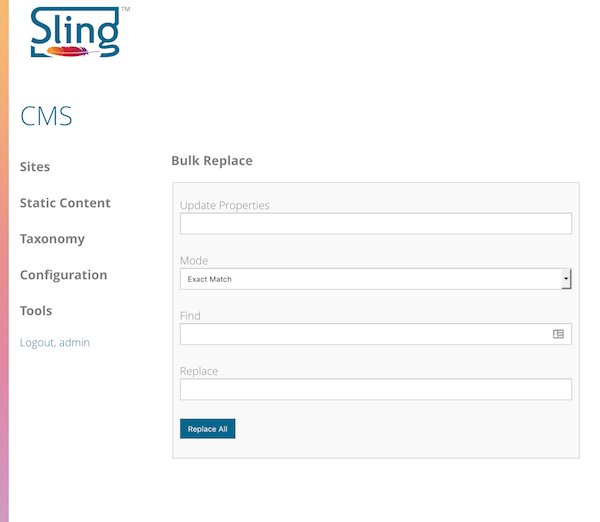 Sling™
CMS
Sites
Static Content
Taxonomy
Configuration
Tools
Logout, admin
Bulk Replace
Update Properties
Mode
Exact Match
Find
Replace
Replace All